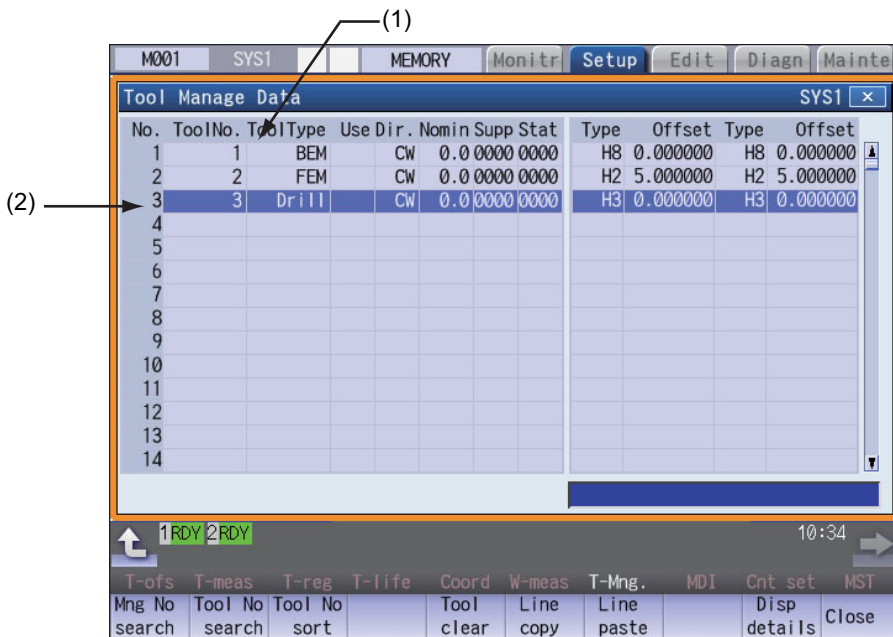 (1)
M001 SYS1 MEMORY Monitr Setup Edit Diagn Mainte
Tool Manage Data SYS1 ×
No. ToolNo. ToolType Use Dir. Nomin Supp Stat Type Offset Type Offset
1 1 BEM CW 0.0 0000 0000 H8 0.000000 H8 0.000000
2 2 FEM CW 0.0 0000 0000 H2 5.000000 H2 5.000000
(2)
3 3 Drill CW 0.0 0000 0000 H3 0.000000 H3 0.000000
4
5
6
7
8
9
10
11
12
13
14
1 RDY 2 RDY 10:34
T-ofs T-meas T-reg T-life Coord W-meas T-Mng. MDI Cnt set MST
Mng No search Tool No search Tool No sort Tool clear Line copy Line paste Disp details Close